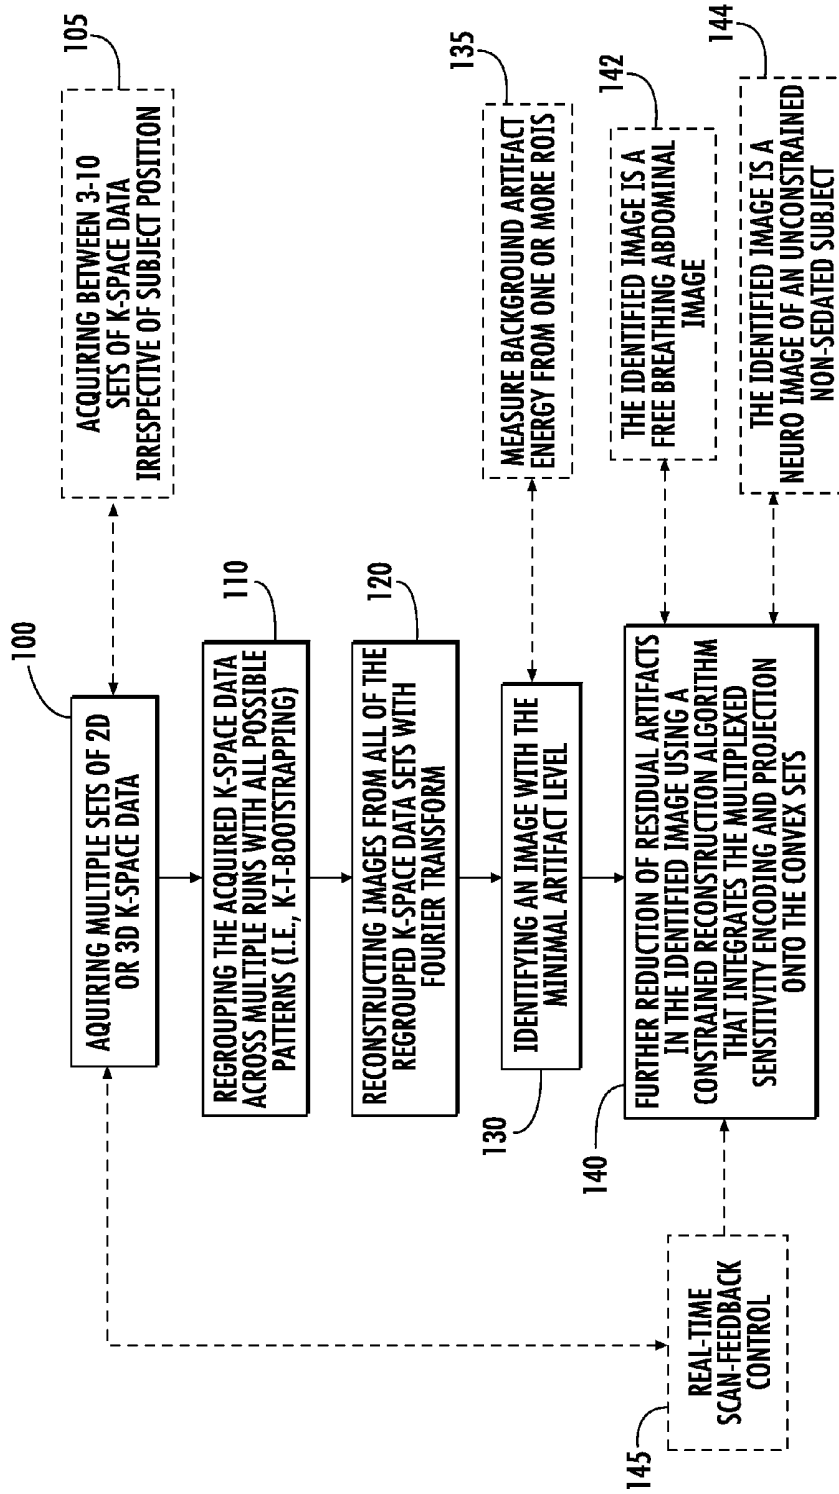 100
AQUIRING MULTIPLE SETS OF 2D
OR 3D K-SPACE DATA
105
ACQUIRING BETWEEN 3-10
SETS OF K-SPACE DATA
IRRESPECTIVE OF SUBJECT POSITION
110
REGROUPING THE ACQUIRED K-SPACE DATA
ACROSS MULTIPLE RUNS WITH ALL POSSIBLE
PATTERNS (I.E., K-T-BOOTSTRAPPING)
120
RECONSTRUCTING IMAGES FROM ALL OF THE
REGROUPED K-SPACE DATA SETS WITH
FOURIER TRANSFORM
130
IDENTIFYING AN IMAGE WITH THE
MINIMAL ARTIFACT LEVEL
135
MEASURE BACKGROUND ARTIFACT
ENERGY FROM ONE OR MORE ROIS
140
FURTHER REDUCTION OF RESIDUAL ARTIFACTS
IN THE IDENTIFIED IMAGE USING A
CONSTRAINED RECONSTRUCTION ALGORITHM
THAT INTEGRATES THE MULTIPLEXED
SENSITIVITY ENCODING AND PROJECTION
ONTO THE CONVEX SETS
142
THE IDENTIFIED IMAGE IS A
FREE BREATHING ABDOMINAL
IMAGE
144
THE IDENTIFIED IMAGE IS A
NEURO IMAGE OF AN UNCONSTRAINED
NON-SEDATED SUBJECT
145
REAL-TIME
SCAN-FEEDBACK
CONTROL